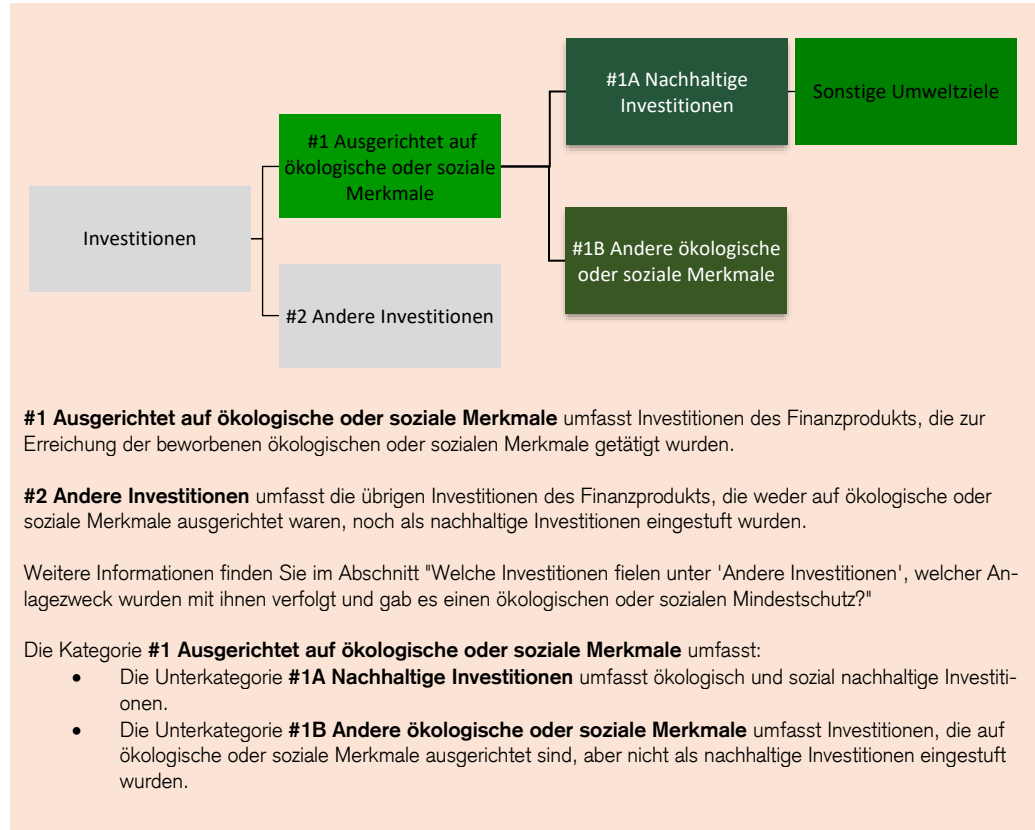 #1A Nachhaltige
Investitionen
Sonstige Umweltziele
#1 Ausgerichtet auf
ökologische oder soziale
Merkmale
Investitionen
#1B Andere ökologische
oder soziale Merkmale
#2 Andere Investitionen
#1 Ausgerichtet auf ökologische oder soziale Merkmale umfasst Investitionen des Finanzprodukts, die zur
Erreichung der beworbenen ökologischen oder sozialen Merkmale getätigt wurden.
#2 Andere Investitionen umfasst die übrigen Investitionen des Finanzprodukts, die weder auf ökologische oder
soziale Merkmale ausgerichtet waren, noch als nachhaltige Investitionen eingestuft wurden.
Weitere Informationen finden Sie im Abschnitt "Welche Investitionen fielen unter 'Andere Investitionen', welcher An-
lagezweck wurden mit ihnen verfolgt und gab es einen ökologischen oder sozialen Mindestschutz?"
Die Kategorie #1 Ausgerichtet auf ökologische oder soziale Merkmale umfasst:
• Die Unterkategorie #1A Nachhaltige Investitionen umfasst ökologisch und sozial nachhaltige Investiti-
onen.
• Die Unterkategorie #1B Andere ökologische oder soziale Merkmale umfasst Investitionen, die auf
ökologische oder soziale Merkmale ausgerichtet sind, aber nicht als nachhaltige Investitionen eingestuft
wurden.